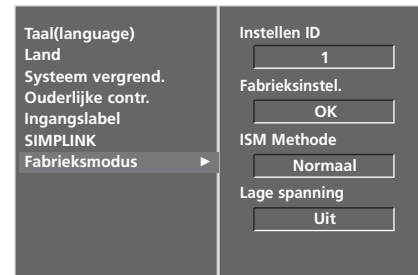 Taal(language)
Land
Systeem vergrend.
Ouderlijke contr.
Ingangslabel
SIMPLINK
Fabrieksmodus ►
Instellen ID
1
Fabrieksinstel.
OK
ISM Methode
Normaal
Lage spanning
Uit